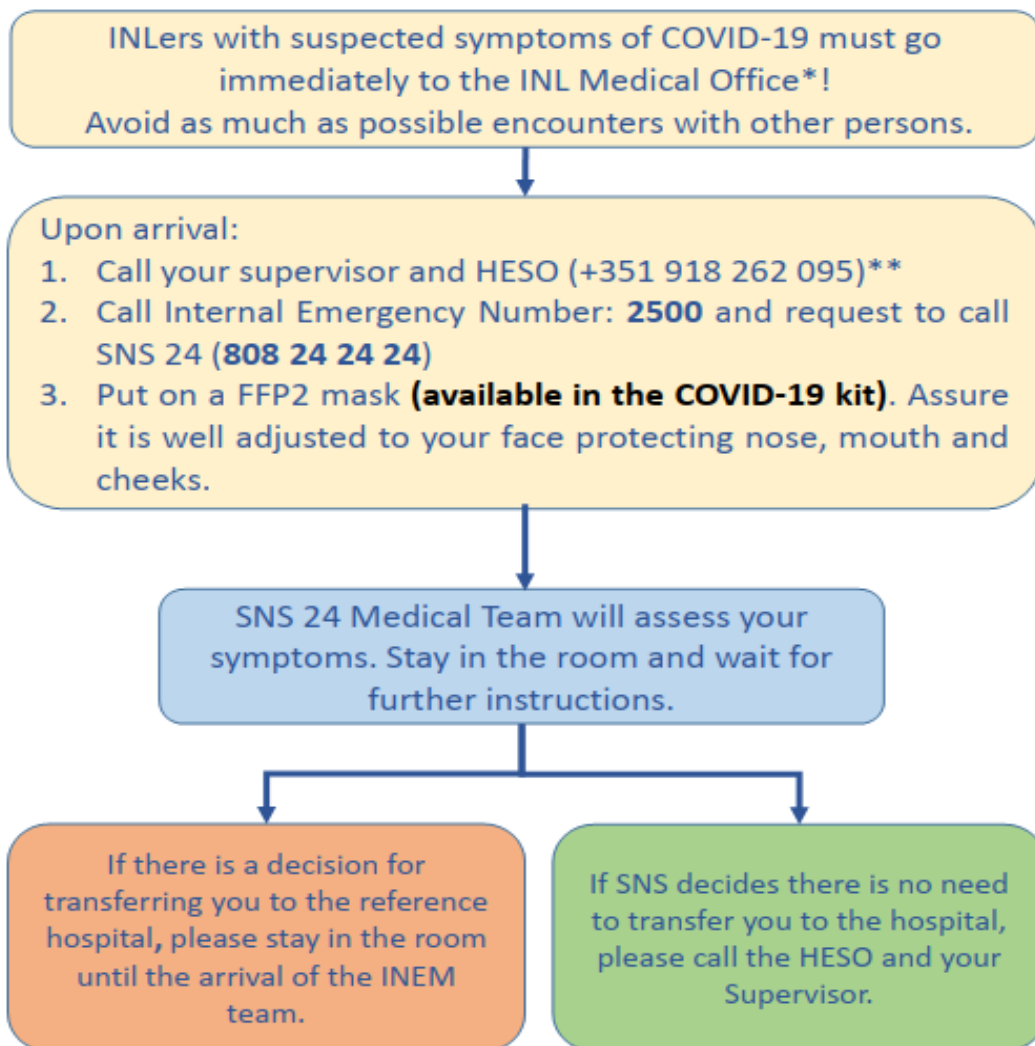 INLers with suspected symptoms of COVID-19 must go
immediately to the INL Medical Office*!
Avoid as much as possible encounters with other persons.
Upon arrival:
1. Call your supervisor and HESO (+351 918 262 095)**
2. Call Internal Emergency Number: 2500 and request to call
SNS 24 (808 24 24 24)
3. Put on a FFP2 mask (available in the COVID-19 kit). Assure
it is well adjusted to your face protecting nose, mouth and
cheeks.
SNS 24 Medical Team will assess your
symptoms. Stay in the room and wait for
further instructions.
If there is a decision for
transferring you to the reference
hospital, please stay in the room
until the arrival of the INEM
team.
If SNS decides there is no need
to transfer you to the hospital,
please call the HESO and your
Supervisor.